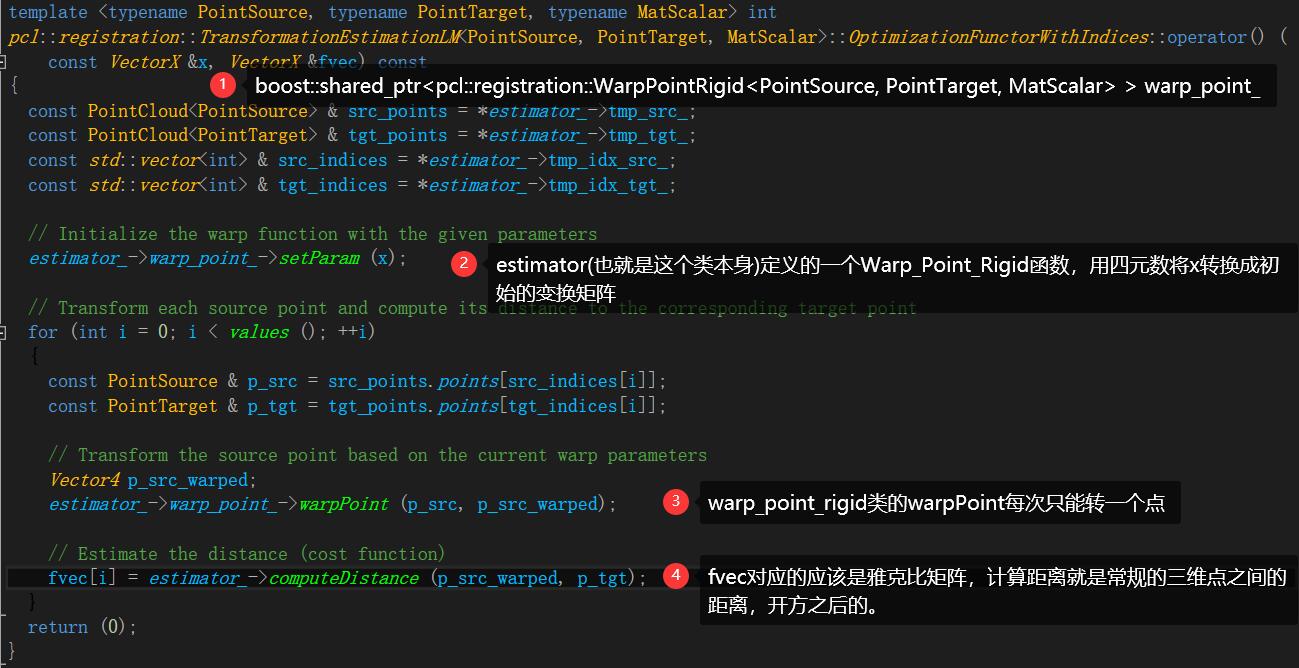 template <typename PointSource, typename PointTarget, typename MatScalar> int
pcl::registration::TransformationEstimationLM<PointSource, PointTarget, MatScalar>::OptimizationFunctorWithIndices::operator() (
const VectorX &x, VectorX &fvec) const
{
1 boost::shared_ptr<pcl::registration::WarpPointRigid<PointSource, PointTarget, MatScalar> > warp_point_
const PointCloud<PointSource> & src_points = *estimator_->tmp_src_;
const PointCloud<PointTarget> & tgt_points = *estimator_->tmp_tgt_;
const std::vector<int> & src_indices = *estimator_->tmp_idx_src_;
const std::vector<int> & tgt_indices = *estimator_->tmp_idx_tgt_;
// Initialize the warp function with the given parameters
estimator_->warp_point_->setParam (x);
2 estimator(也就是这个类本身)定义的一个Warp_Point_Rigid函数，用四元数将x转换成初
始的变换矩阵
// Transform each source point and compute its distance to the corresponding target point
for (int i = 0; i < values (); ++i)
{
const PointSource & p_src = src_points.points[src_indices[i]];
const PointTarget & p_tgt = tgt_points.points[tgt_indices[i]];
// Transform the source point based on the current warp parameters
Vector4 p_src_warped;
estimator_->warp_point_->warpPoint (p_src, p_src_warped);
3 warp_point_rigid类的warpPoint每次只能转一个点
// Estimate the distance (cost function)
fvec[i] = estimator_->computeDistance (p_src_warped, p_tgt);
4 fvec对应的应该是雅克比矩阵，计算距离就是常规的三维点之间的
距离，开方之后的。
}
return (0);
}